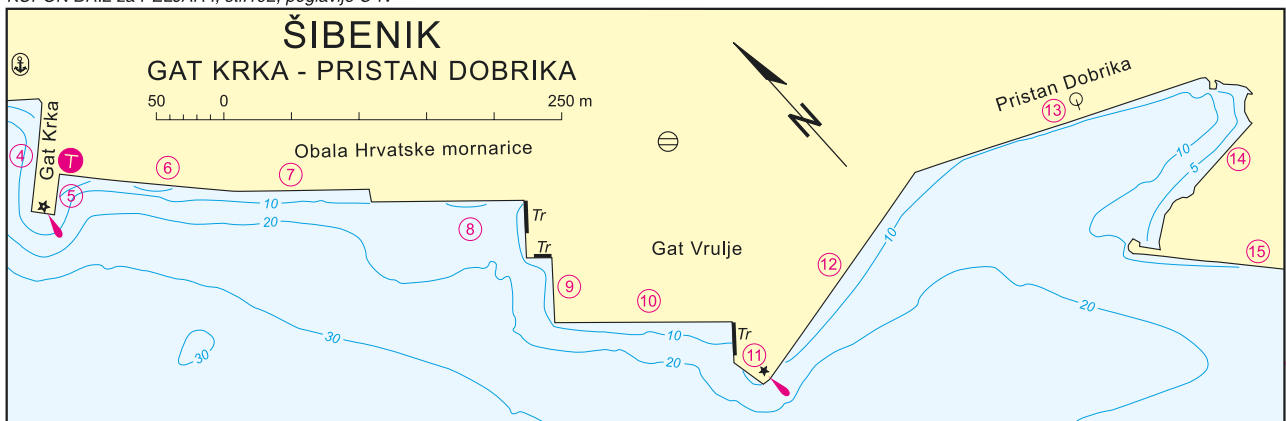 ŠIBENIK
GAT KRKA - PRISTAN DOBRIKA
50 0 250 m
N
Pristan Dobrika
13
Gat Krka
4
T
5
6
7
Obala Hrvatske mornarice
10
20
8
Tr
Tr
9
Gat Vrulje
10
10
20
Tr
11
12
10
10
5
14
15
20
30
30